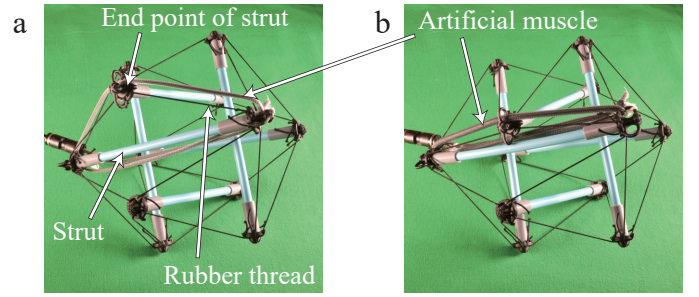 a
End point of strut
Artificial muscle
b
Strut
Rubber thread